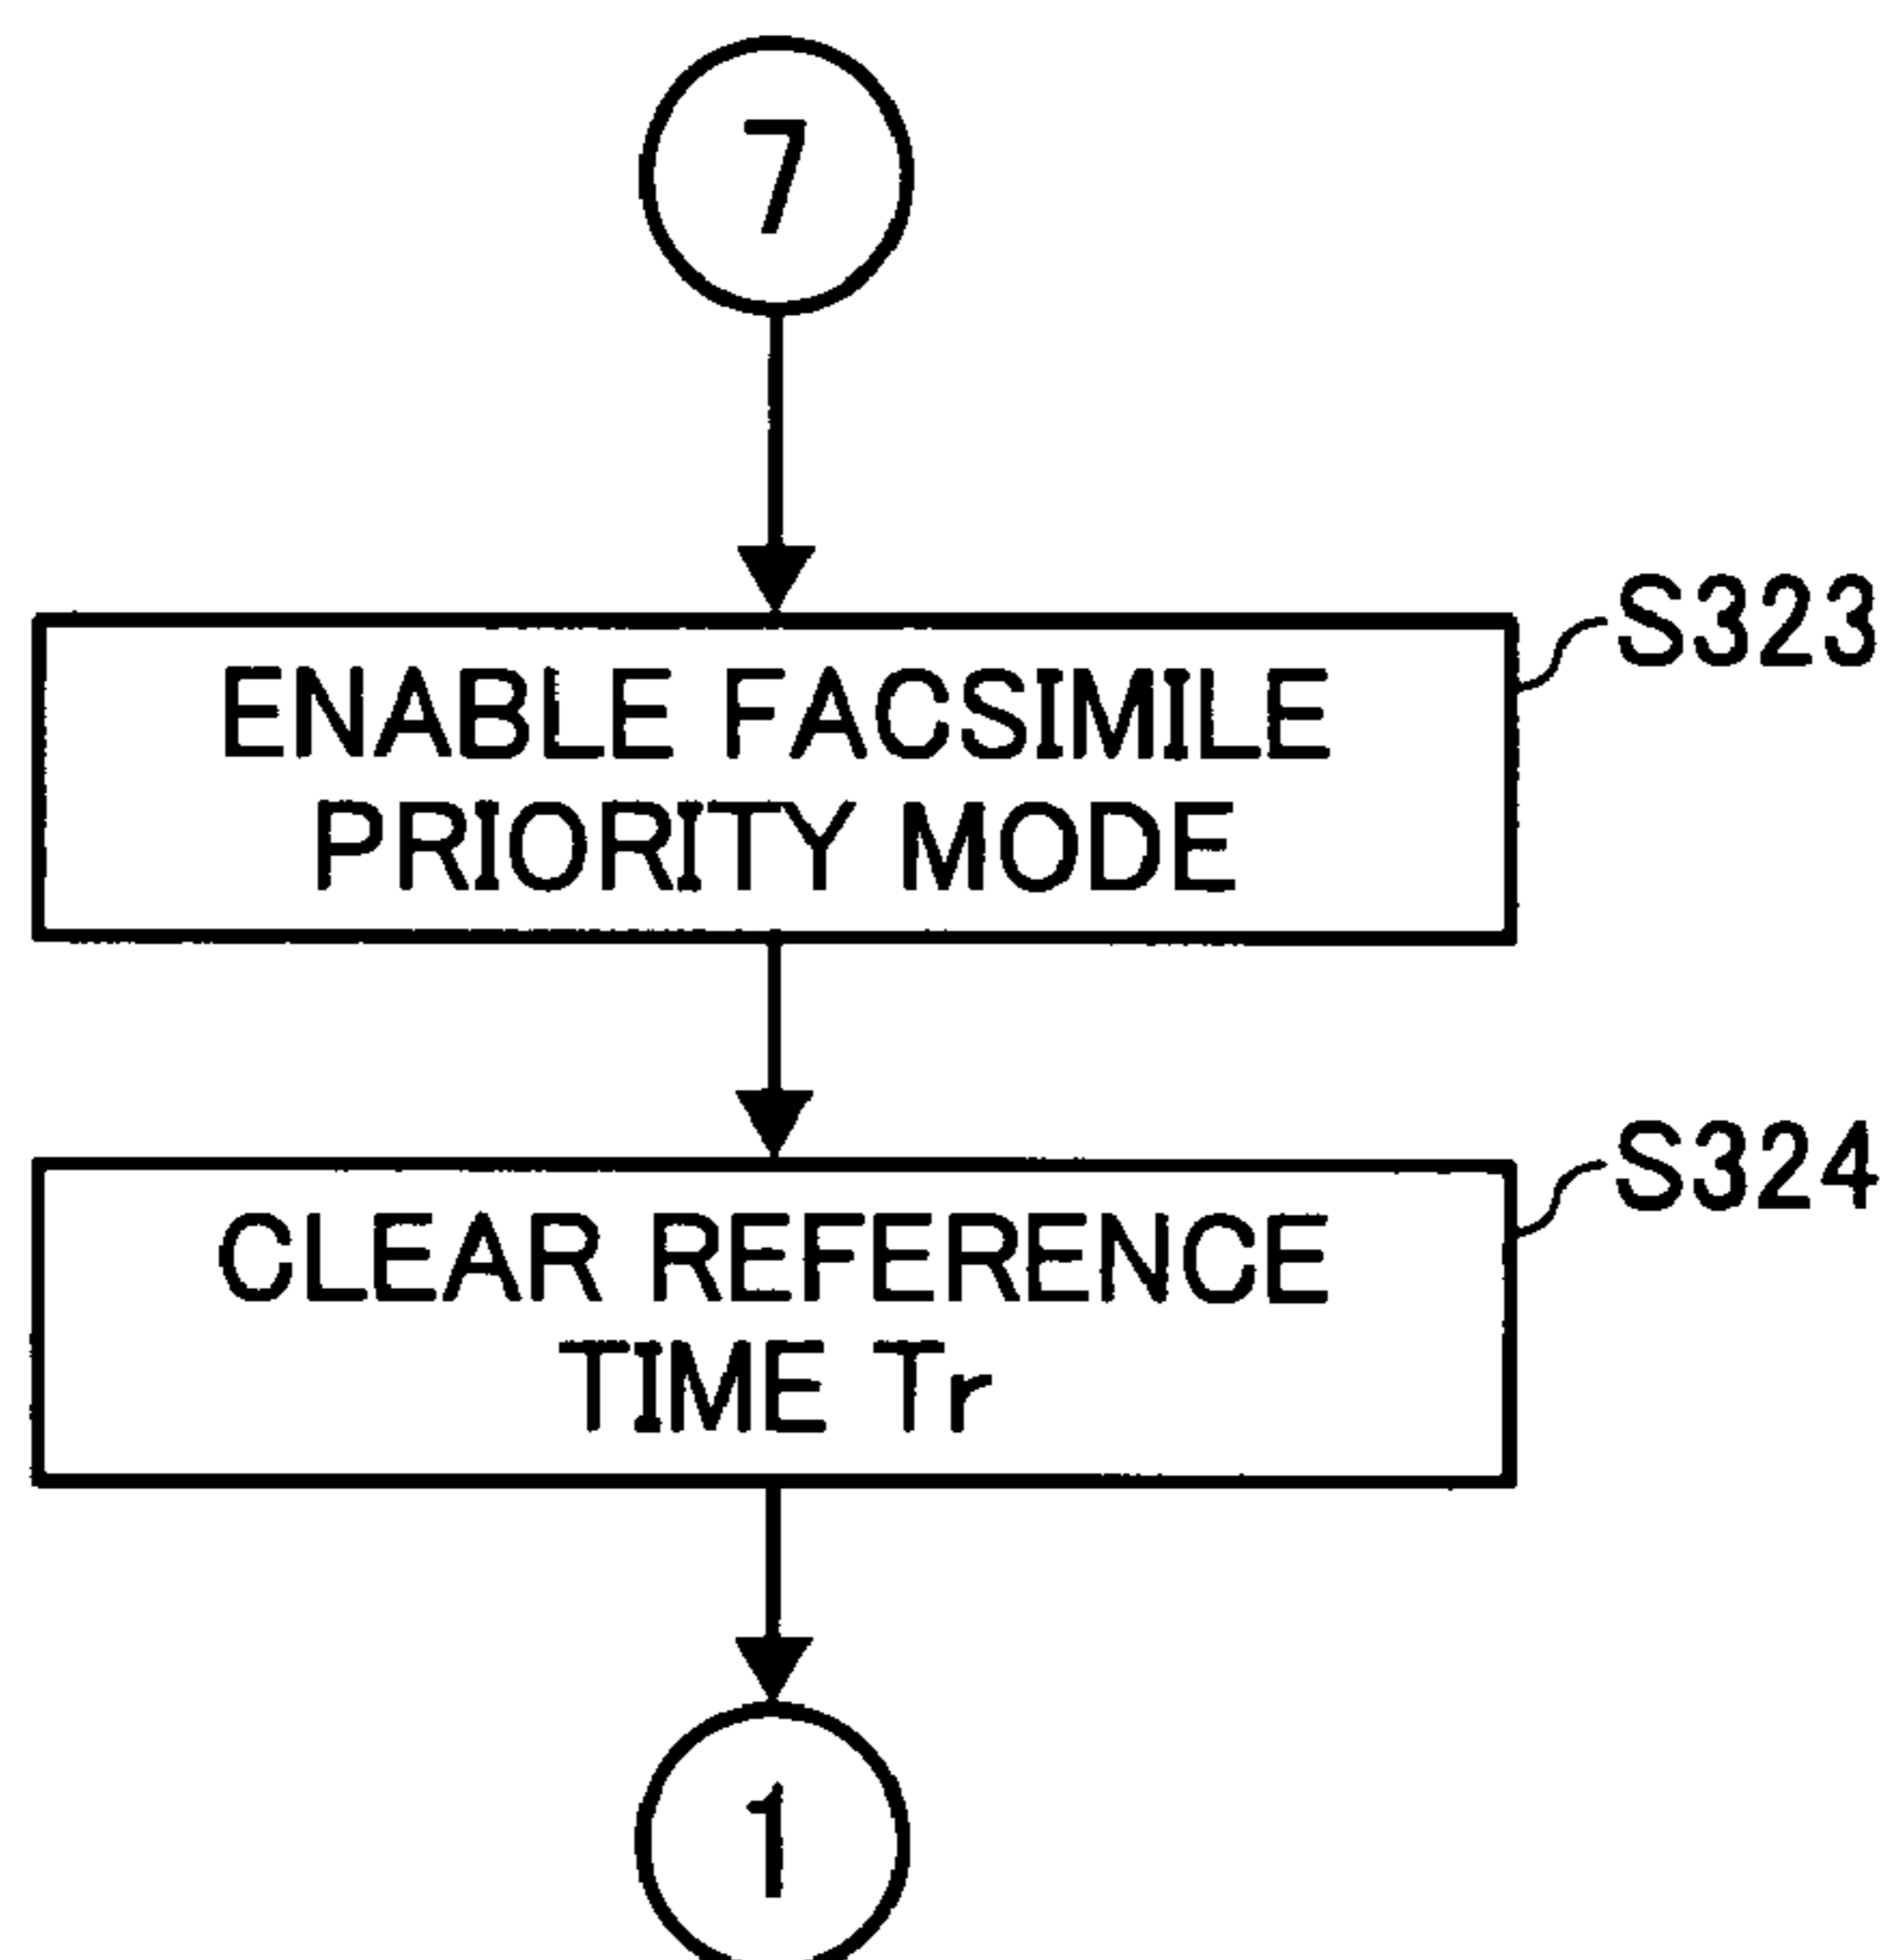 7
S323
ENABLE FACSIMILE
PRIORITY MODE
S324
CLEAR REFERENCE
TIME Tr
1